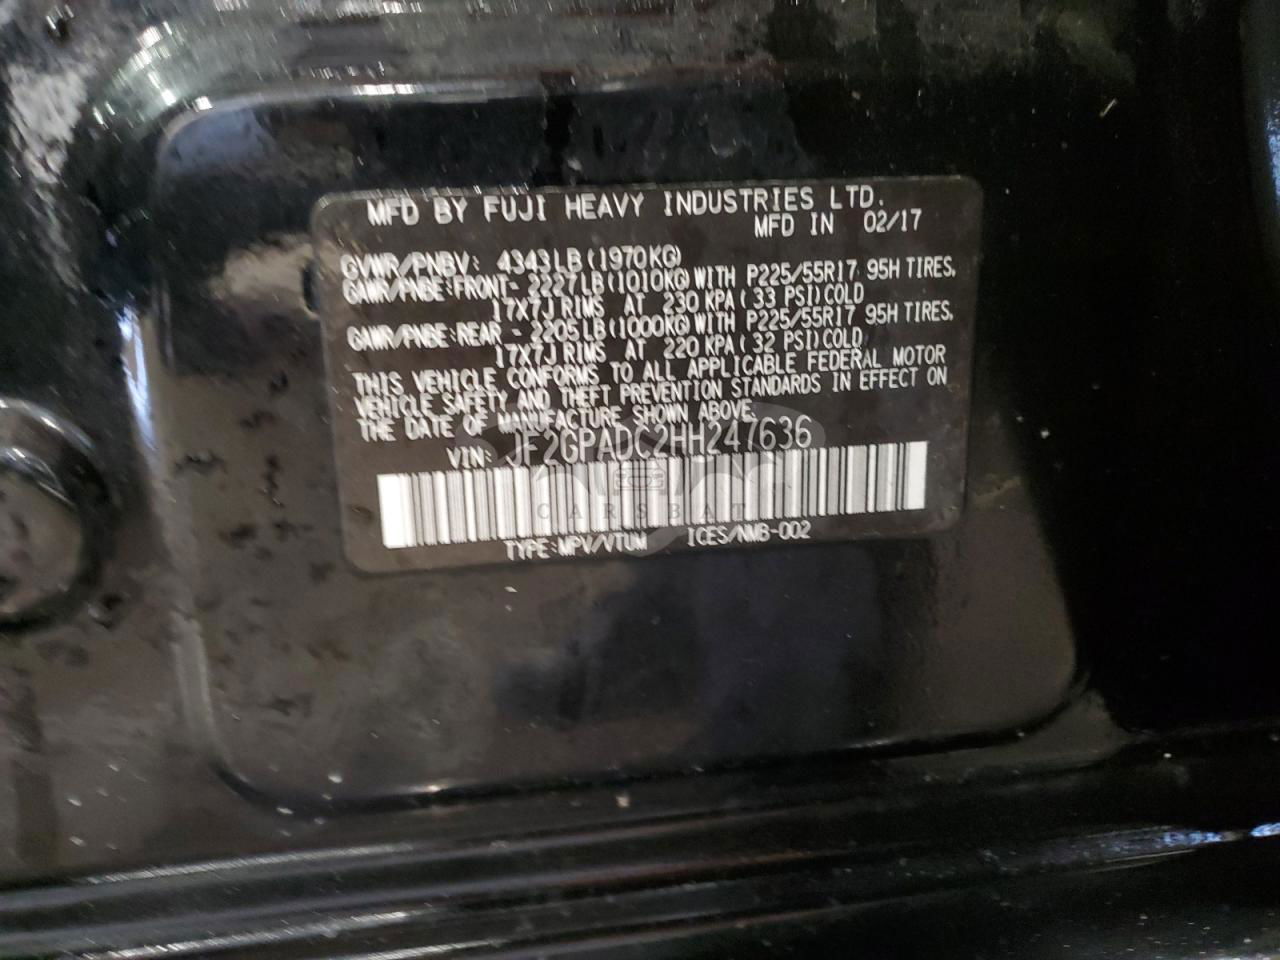 MFD BY FUJI HEAVY INDUSTRIES LTD.
MFD IN 02/17
GVWR/PNBV: 4343LB(1970KG)
GAWR/PNBE:FRONT- 2227LB(1010KG)WITH P225/55R17 95H TIRES.
17X7J RIMS AT 230KPA(33 PSI)COLD
GAWR/PNBE:REAR - 2205LB(1000KG)WITH P225/55R17 95H TIRES.
17X7J RIMS AT 220KPA(32 PSI)COLD
THIS VEHICLE CONFORMS TO ALL APPLICABLE FEDERAL MOTOR
VEHICLE SAFETY AND THEFT PREVENTION STANDARDS IN EFFECT ON
THE DATE OF MANUFACTURE SHOWN ABOVE.
VIN: JF2GPADC2HH247636
CARSBAT
TYPE:MPV/VTUM ICES/NMB-002